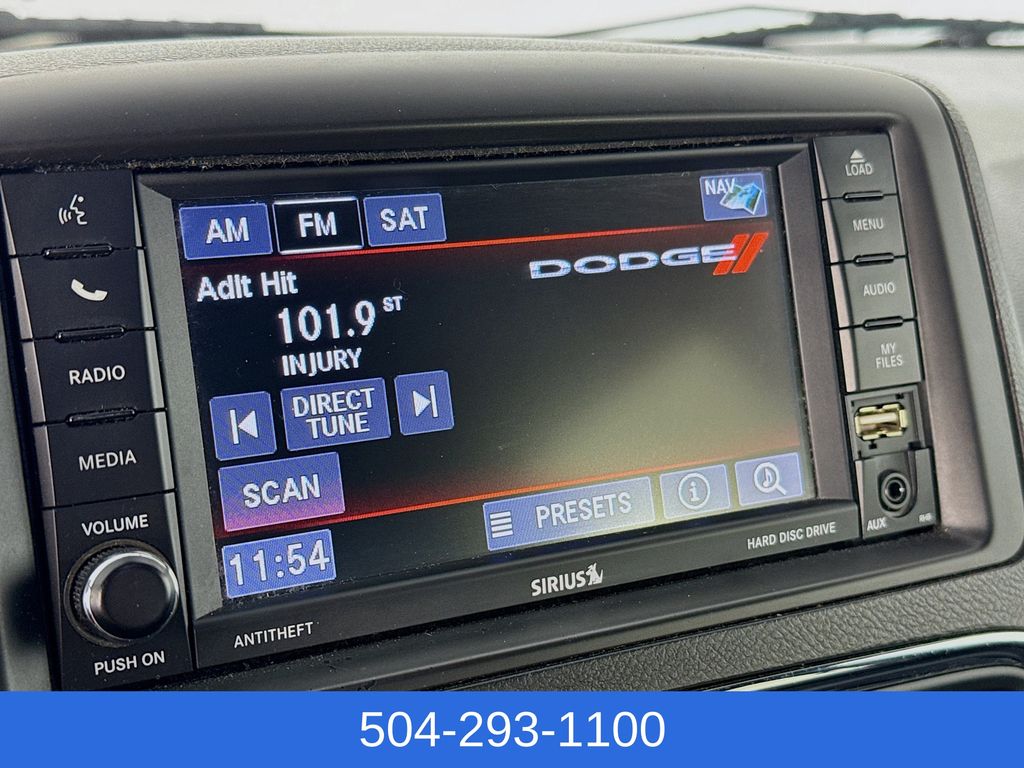 AM FM SAT NAV
DODGE
Adlt Hit
101.9 ST
INJURY
DIRECT
TUNE
SCAN
PRESETS
11:54
RADIO
MEDIA
VOLUME
PUSH ON
ANTITHEFT
SIRIUS
HARD DISC DRIVE
LOAD
MENU
AUDIO
MY
FILES
AUX
RHB
504-293-1100